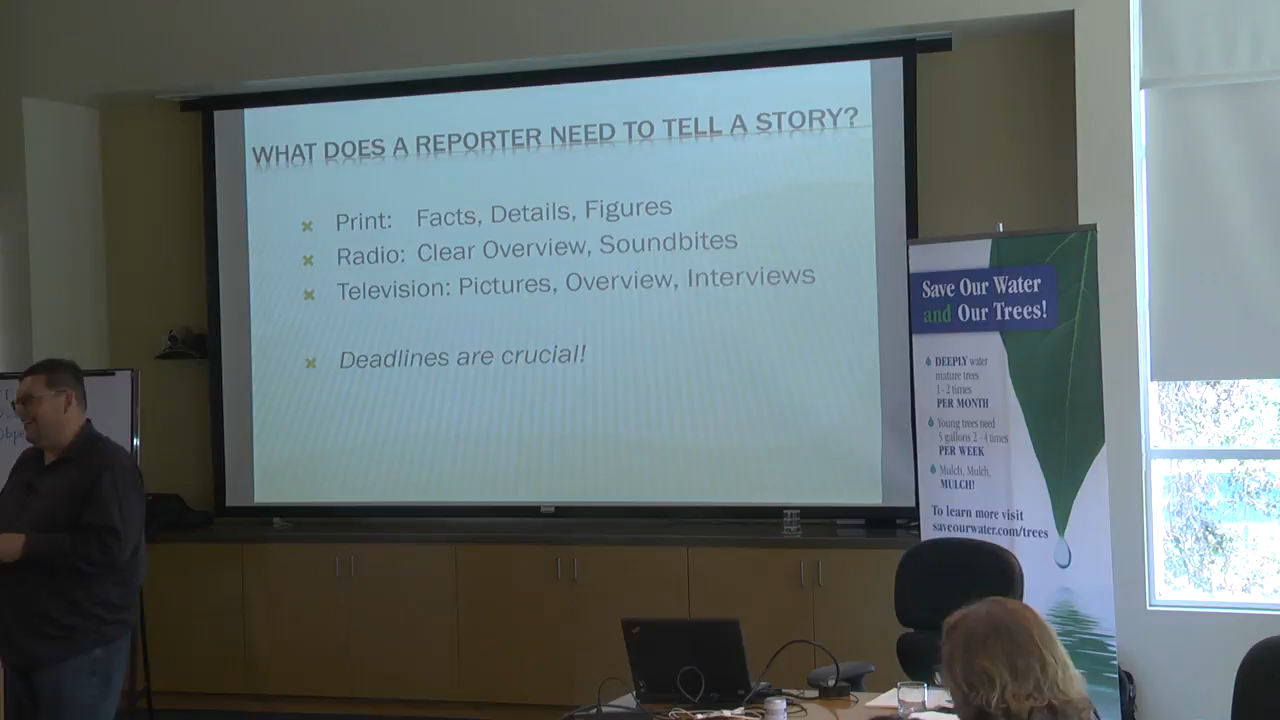 WHAT DOES A REPORTER NEED TO TELL A STORY?
Print: Facts, Details, Figures
Radio: Clear Overview, Soundbites
Television: Pictures, Overview, Interviews
Deadlines are crucial!
Save Our Water
and Our Trees!
DEEPLY water
mature trees
1 - 2 times
PER MONTH
Young trees need
5 gallons 2 - 4 times
PER WEEK
Mulch, Mulch,
MULCH!
To learn more visit
saveourwater.com/trees